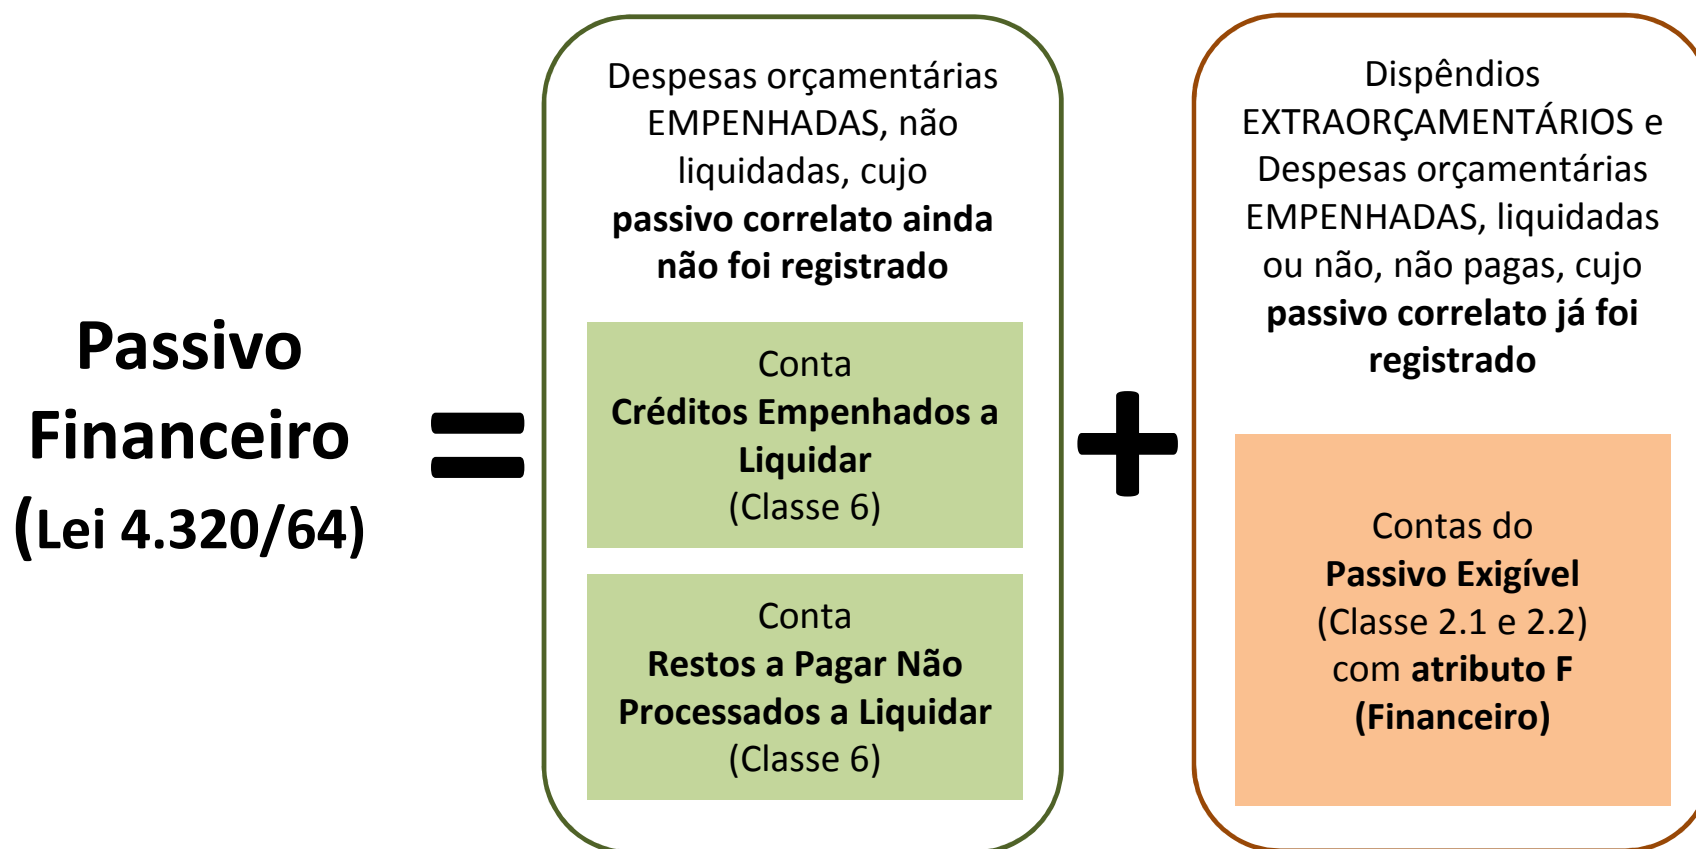 Passivo
Financeiro
(Lei 4.320/64)
=
Despesas orçamentárias
EMPENHADAS, não
liquidadas, cujo
passivo correlato ainda
não foi registrado
Conta
Créditos Empenhados a
Liquidar
(Classe 6)
Conta
Restos a Pagar Não
Processados a Liquidar
(Classe 6)
+
Dispêndios
EXTRAORÇAMENTÁRIOS e
Despesas orçamentárias
EMPENHADAS, liquidadas
ou não, não pagas, cujo
passivo correlato já foi
registrado
Contas do
Passivo Exigível
(Classe 2.1 e 2.2)
com atributo F
(Financeiro)